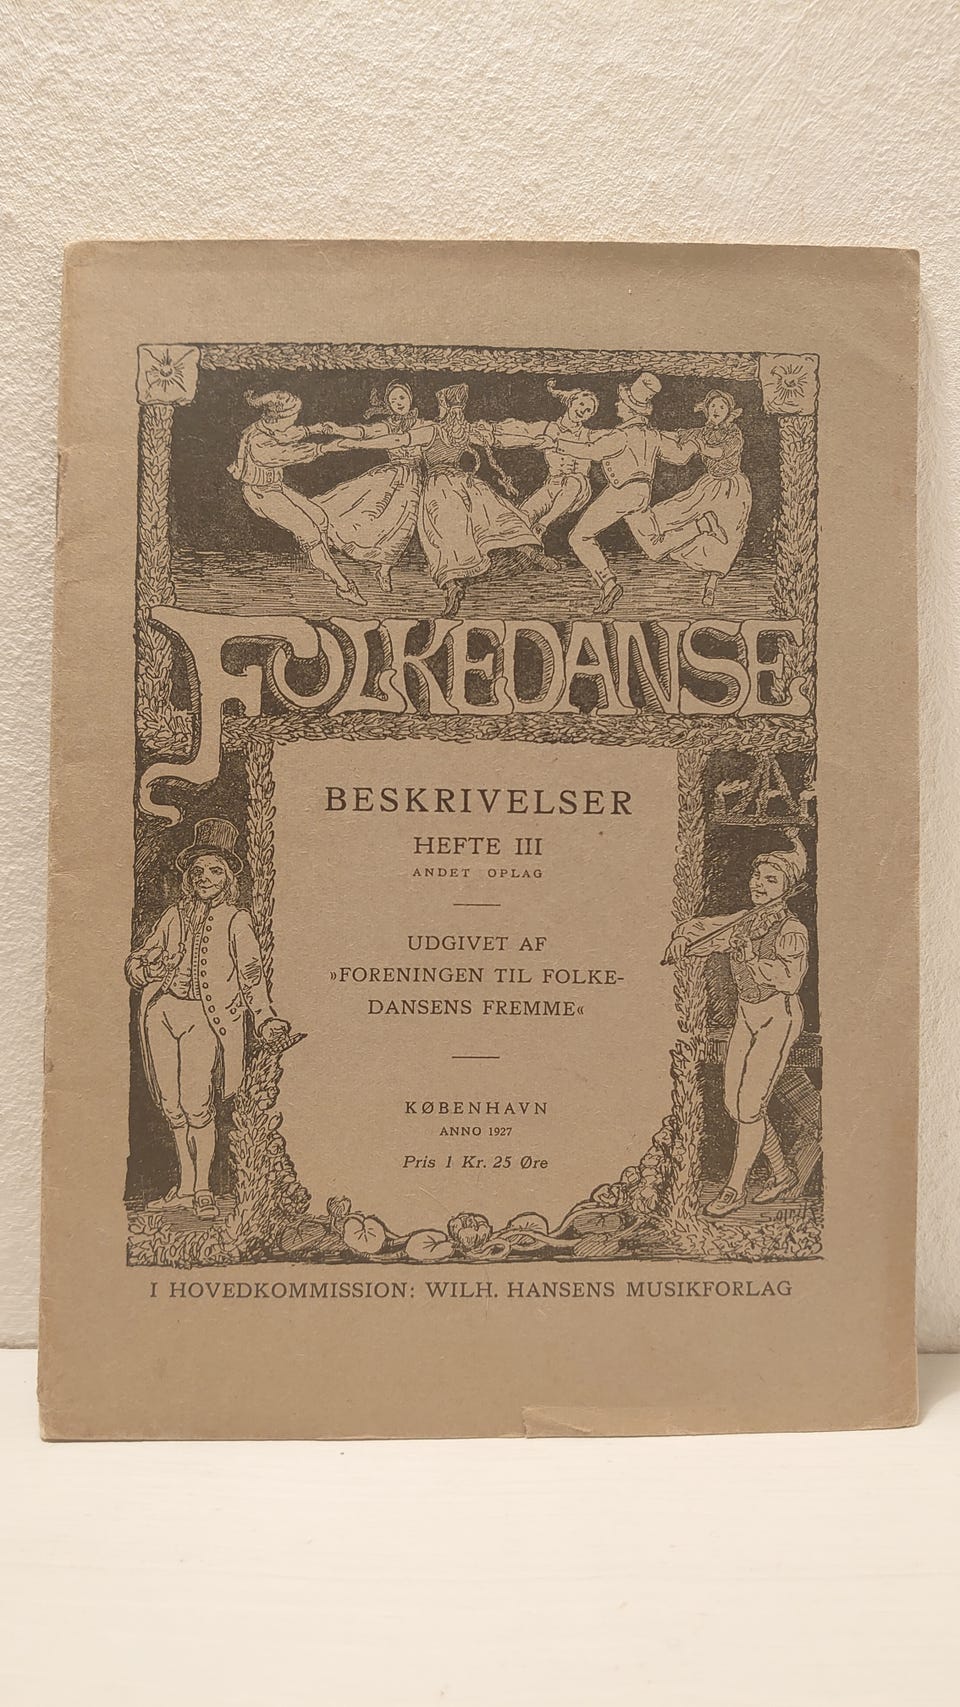 FOLKEDANSE
BESKRIVELSER
HEFTE III
ANDET OPLAG
UDGIVET AF
»FORENINGEN TIL FOLKE-
DANSENS FREMME«
KØBENHAVN
ANNO 1927
Pris 1 Kr. 25 Øre
I HOVEDKOMMISSION: WILH. HANSENS MUSIKFORLAG